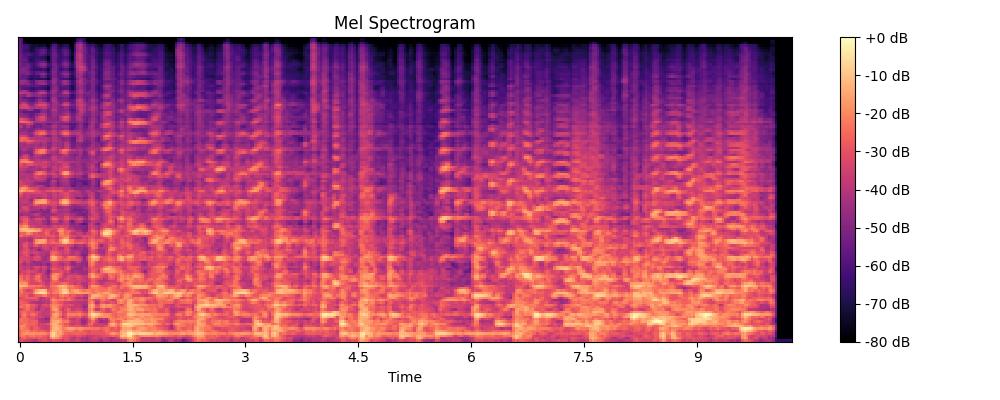 Mel Spectrogram
+0 dB
-10 dB
-20 dB
-30 dB
-40 dB
-50 dB
-60 dB
-70 dB
-80 dB
0 1.5 3 4.5 6 7.5 9
Time